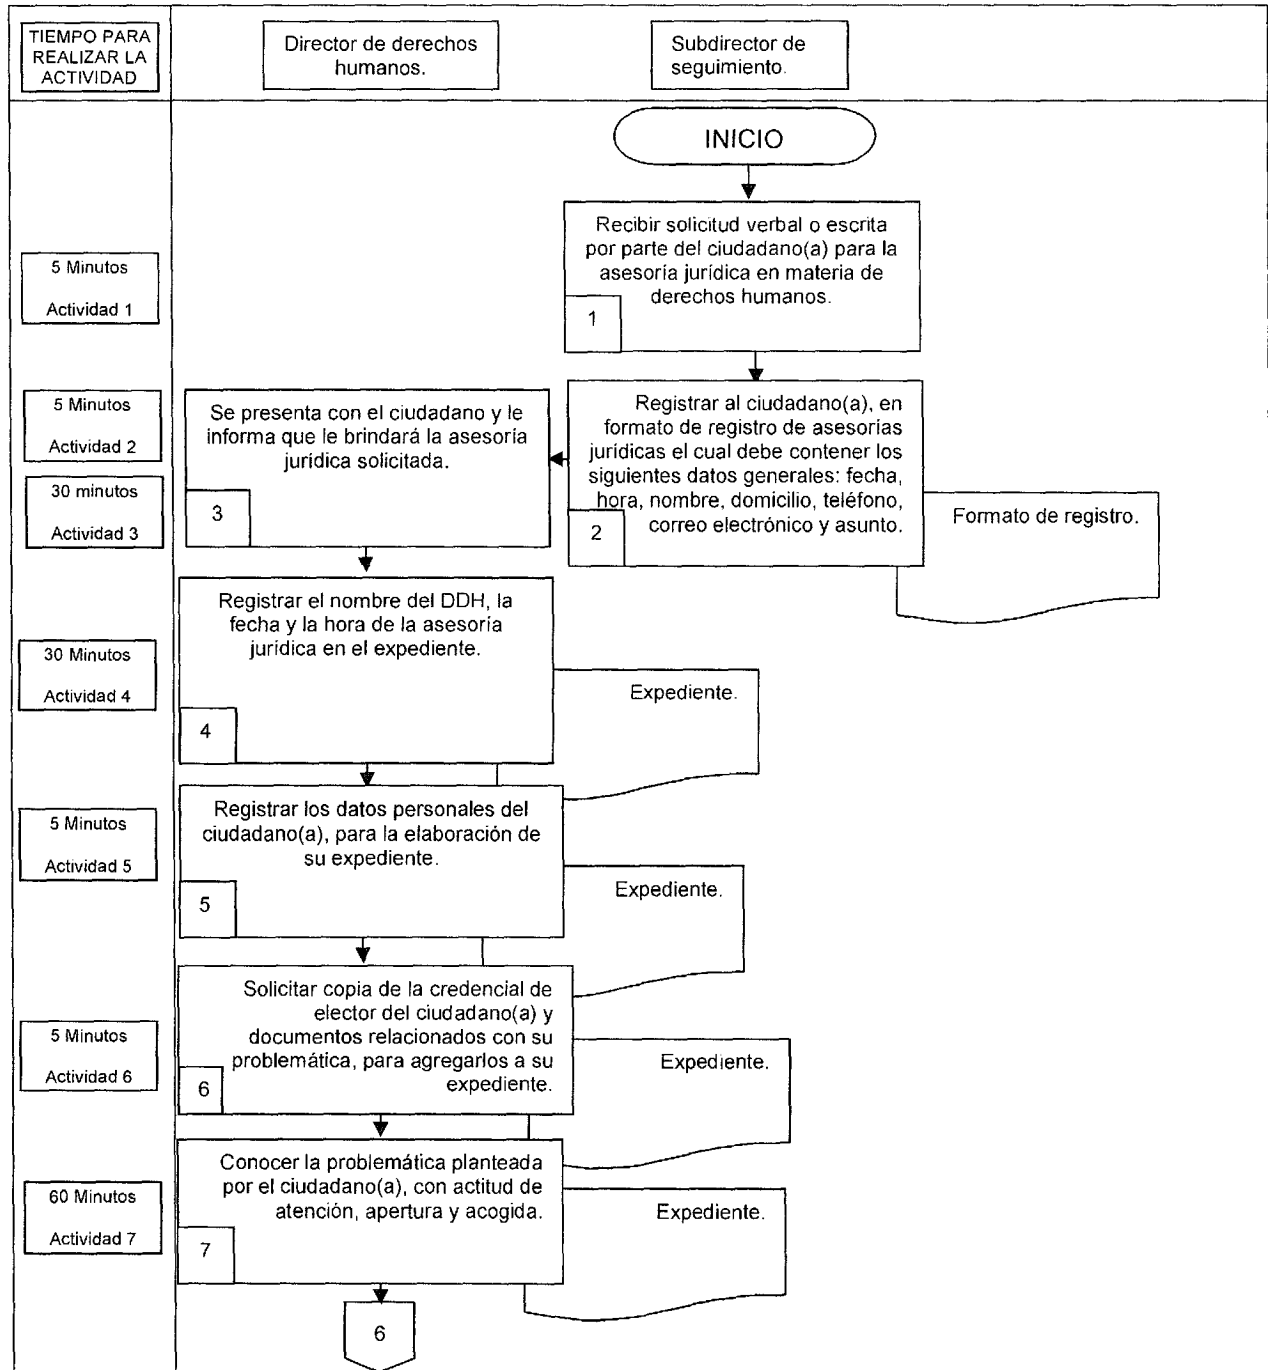 TIEMPO PARA
REALIZAR LA
ACTIVIDAD
Director de derechos
humanos.
Subdirector de
seguimiento.
INICIO
5 Minutos
Actividad 1
Recibir solicitud verbal o escrita
por parte del ciudadano(a) para la
asesoría jurídica en materia de
derechos humanos.
1
5 Minutos
Actividad 2
Registrar al ciudadano(a), en
formato de registro de asesorías
jurídicas el cual debe contener los
siguientes datos generales: fecha,
hora, nombre, domicilio, teléfono,
correo electrónico y asunto.
2
Formato de registro.
30 minutos
Actividad 3
Se presenta con el ciudadano y le
informa que le brindará la asesoría
jurídica solicitada.
3
30 Minutos
Actividad 4
Registrar el nombre del DDH, la
fecha y la hora de la asesoría
jurídica en el expediente.
4
Expediente.
5 Minutos
Actividad 5
Registrar los datos personales del
ciudadano(a), para la elaboración de
su expediente.
5
Expediente.
5 Minutos
Actividad 6
Solicitar copia de la credencial de
elector del ciudadano(a) y
documentos relacionados con su
problemática, para agregarlos a su
expediente.
6
Expediente.
60 Minutos
Actividad 7
Conocer la problemática planteada
por el ciudadano(a), con actitud de
atención, apertura y acogida.
7
Expediente.
6